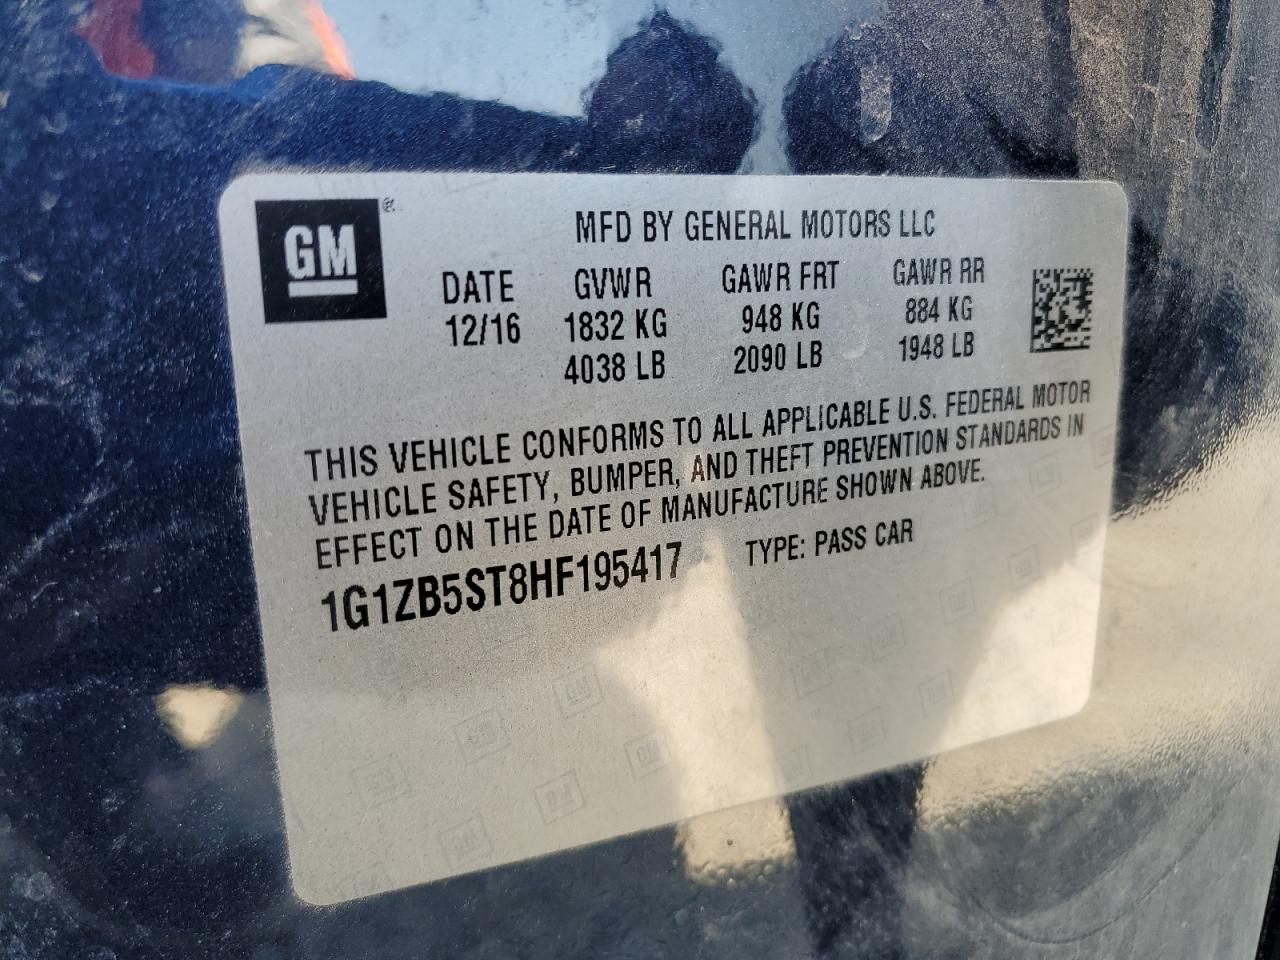 GM ®
MFD BY GENERAL MOTORS LLC
DATE GVWR GAWR FRT GAWR RR
12/16 1832 KG 948 KG 884 KG
4038 LB 2090 LB 1948 LB
THIS VEHICLE CONFORMS TO ALL APPLICABLE U.S. FEDERAL MOTOR
VEHICLE SAFETY, BUMPER, AND THEFT PREVENTION STANDARDS IN
EFFECT ON THE DATE OF MANUFACTURE SHOWN ABOVE.
1G1ZB5ST8HF195417 TYPE: PASS CAR